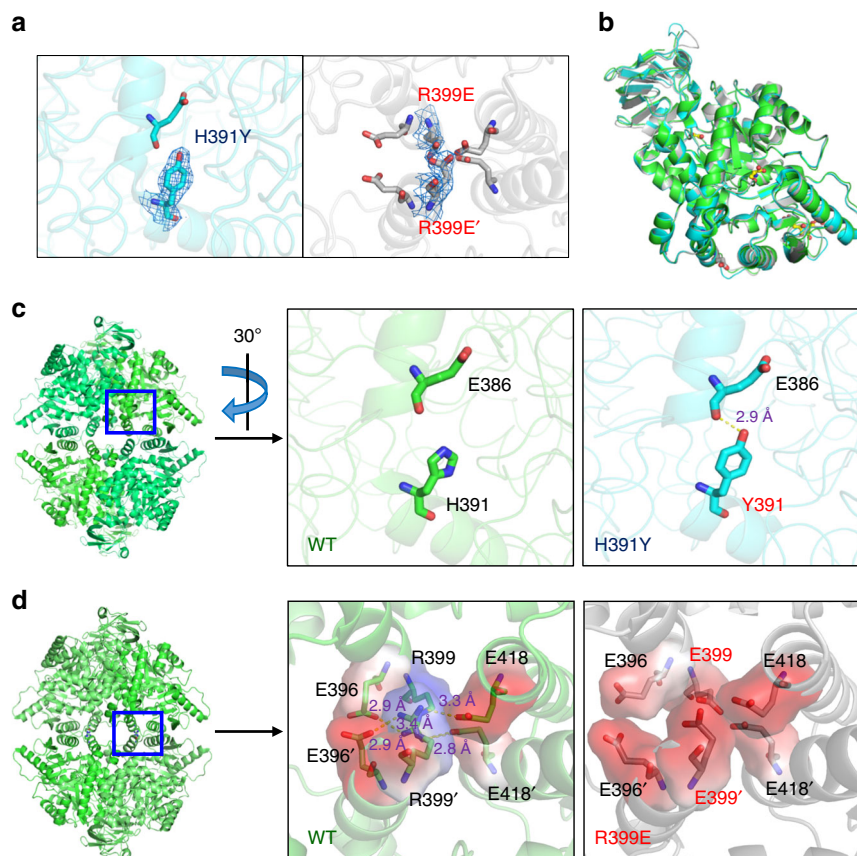 a
b
H391Y
R399E
R399E′
c
30°
E386
H391
WT
E386
2.9 Å
Y391
H391Y
d
E396
R399
E418
2.9 Å
3.3 Å
3.4 Å
2.9 Å
2.8 Å
E396′
R399′
E418′
WT
E396
E399
E418
E396′
E399′
E418′
R399E